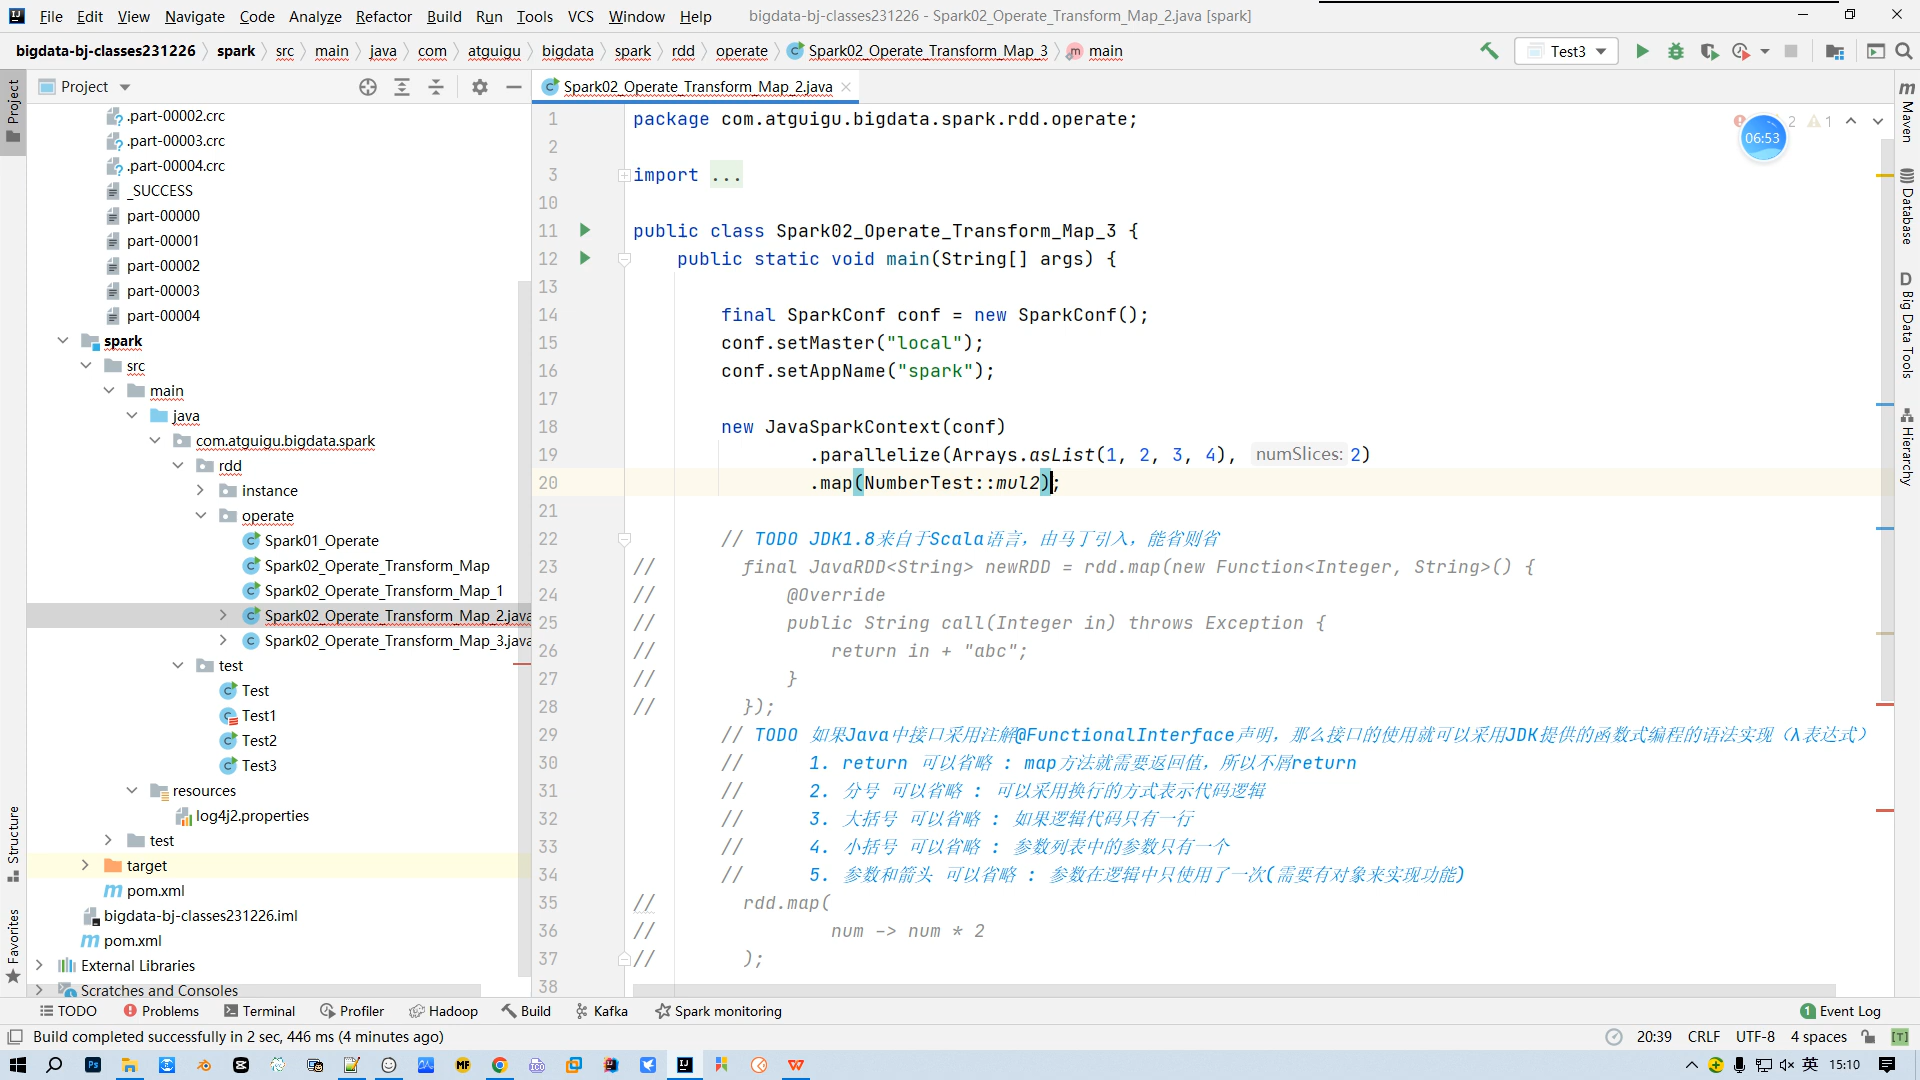 File Edit View Navigate Code Analyze Refactor Build Run Tools VCS Window Help bigdata-bj-classes231226 - Spark02_Operate_Transform_Map_2.java [spark]
bigdata-bj-classes231226 spark src main java com atguigu bigdata spark rdd operate Spark02_Operate_Transform_Map_3 main Test3
Project
Spark02_Operate_Transform_Map_2.java
.part-00002.crc
.part-00003.crc
.part-00004.crc
_SUCCESS
part-00000
part-00001
part-00002
part-00003
part-00004
spark
src
main
java
com.atguigu.bigdata.spark
rdd
instance
operate
Spark01_Operate
Spark02_Operate_Transform_Map
Spark02_Operate_Transform_Map_1
Spark02_Operate_Transform_Map_2.java
Spark02_Operate_Transform_Map_3.java
test
Test
Test1
Test2
Test3
resources
log4j2.properties
test
target
pom.xml
bigdata-bj-classes231226.iml
pom.xml
External Libraries
Scratches and Consoles
Project
Structure
Favorites
1 package com.atguigu.bigdata.spark.rdd.operate;
2
3 import ...
10
11 public class Spark02_Operate_Transform_Map_3 {
12 public static void main(String[] args) {
13
14 final SparkConf conf = new SparkConf();
15 conf.setMaster("local");
16 conf.setAppName("spark");
17
18 new JavaSparkContext(conf)
19 .parallelize(Arrays.asList(1, 2, 3, 4), numSlices: 2)
20 .map(NumberTest::mul2);
21
22 // TODO JDK1.8来自于Scala语言，由马丁引入，能省则省
23 // final JavaRDD<String> newRDD = rdd.map(new Function<Integer, String>() {
24 // @Override
25 // public String call(Integer in) throws Exception {
26 // return in + "abc";
27 // }
28 // });
29 // TODO 如果Java中接口采用注解@FunctionalInterface声明，那么接口的使用就可以采用JDK提供的函数式编程的语法实现（λ表达式）
30 // 1. return 可以省略 : map方法就需要返回值，所以不屑return
31 // 2. 分号 可以省略 : 可以采用换行的方式表示代码逻辑
32 // 3. 大括号 可以省略 : 如果逻辑代码只有一行
33 // 4. 小括号 可以省略 : 参数列表中的参数只有一个
34 // 5. 参数和箭头 可以省略 : 参数在逻辑中只使用了一次(需要有对象来实现功能)
35 // rdd.map(
36 // num -> num * 2
37 // );
38
06:53
2 1
Maven
Database
Big Data Tools
Hierarchy
TODO Problems Terminal Profiler Hadoop Build Kafka Spark monitoring 1 Event Log
Build completed successfully in 2 sec, 446 ms (4 minutes ago) 20:39 CRLF UTF-8 4 spaces
英 15:10